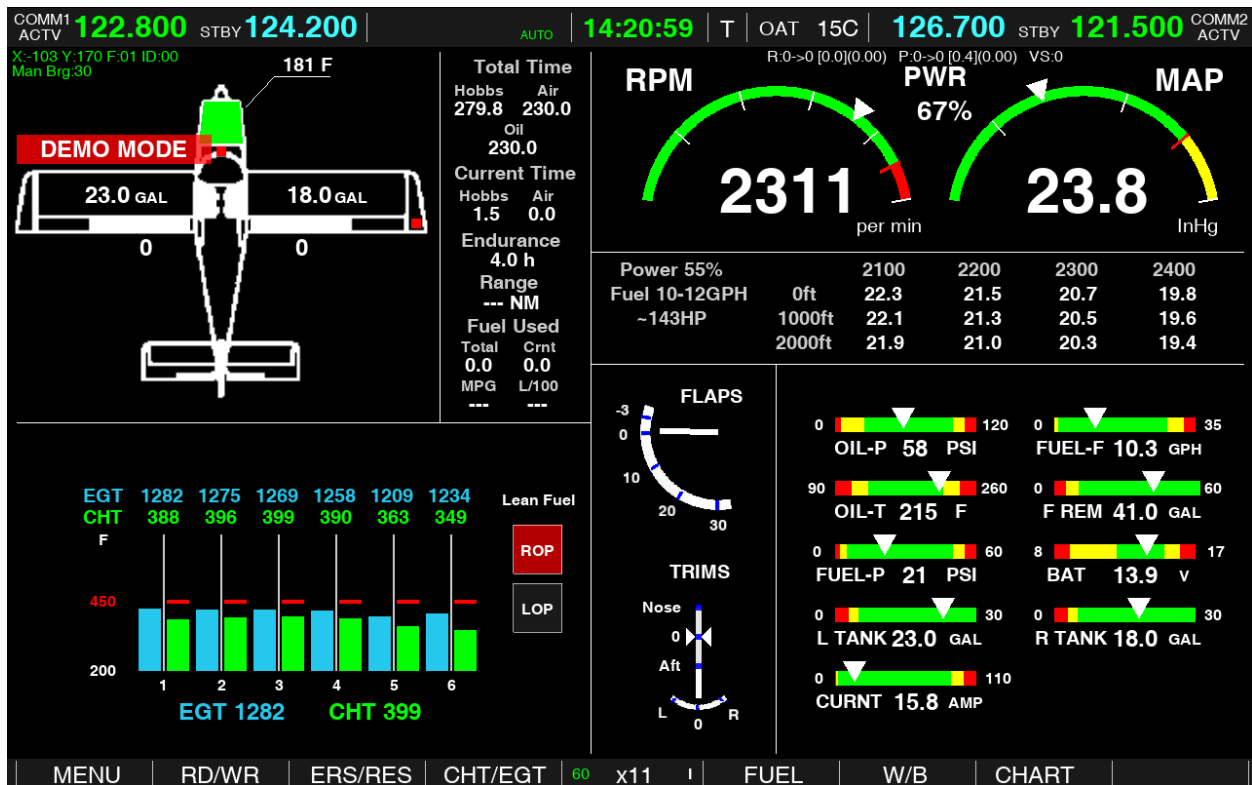 COMM1 ACTV 122.800 STBY 124.200 AUTO 14:20:59 T OAT 15C 126.700 STBY 121.500 COMM2 ACTV
X:-103 Y:170 F:01 ID:00
Man Brg:30
181 F
DEMO MODE
23.0 GAL 18.0 GAL
0 0
Total Time
Hobbs Air
279.8 230.0
Oil
230.0
Current Time
Hobbs Air
1.5 0.0
Endurance
4.0 h
Range
--- NM
Fuel Used
Total Crnt
0.0 0.0
MPG L/100
--- ---
R:0->0 [0.0](0.00) P:0->0 [0.4](0.00) VS:0
RPM PWR MAP
67%
2311 23.8
per min InHg
Power 55% 2100 2200 2300 2400
Fuel 10-12GPH 0ft 22.3 21.5 20.7 19.8
~143HP 1000ft 22.1 21.3 20.5 19.6
2000ft 21.9 21.0 20.3 19.4
EGT 1282 1275 1269 1258 1209 1234
CHT 388 396 399 390 363 349
F
450
200
1 2 3 4 5 6
EGT 1282 CHT 399
Lean Fuel
ROP
LOP
FLAPS
-3
0
10
20
30
TRIMS
Nose
0
Aft
L 0 R
0 120
OIL-P 58 PSI
0 35
FUEL-F 10.3 GPH
90 260
OIL-T 215 F
0 60
F REM 41.0 GAL
0 60
FUEL-P 21 PSI
8 17
BAT 13.9 V
0 30
L TANK 23.0 GAL
0 30
R TANK 18.0 GAL
0 110
CURNT 15.8 AMP
MENU RD/WR ERS/RES CHT/EGT 60 x11 I FUEL W/B CHART